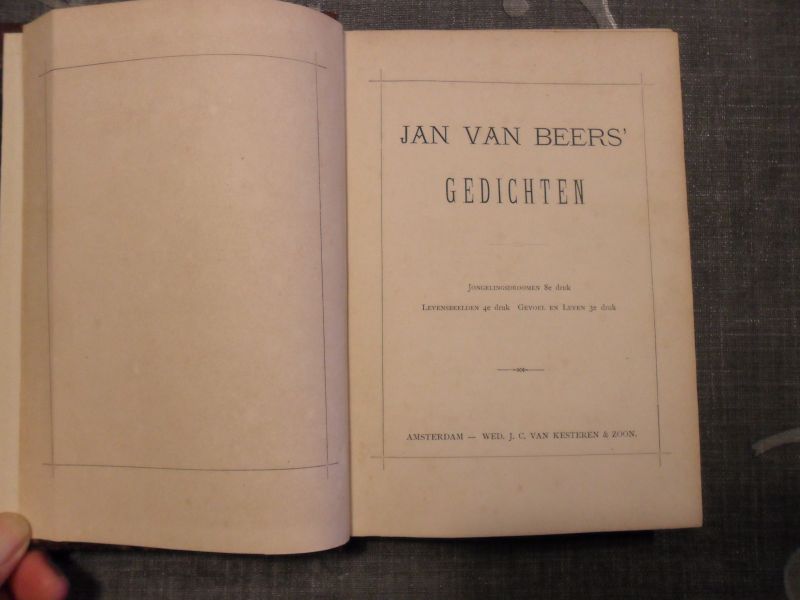 JAN VAN BEERS'
GEDICHTEN
JONGELINGSDROOMEN 8e druk
LEVENSBEELDEN 4e druk GEVOEL EN LEVEN 3e druk
AMSTERDAM — WED. J. C. VAN KESTEREN & ZOON.